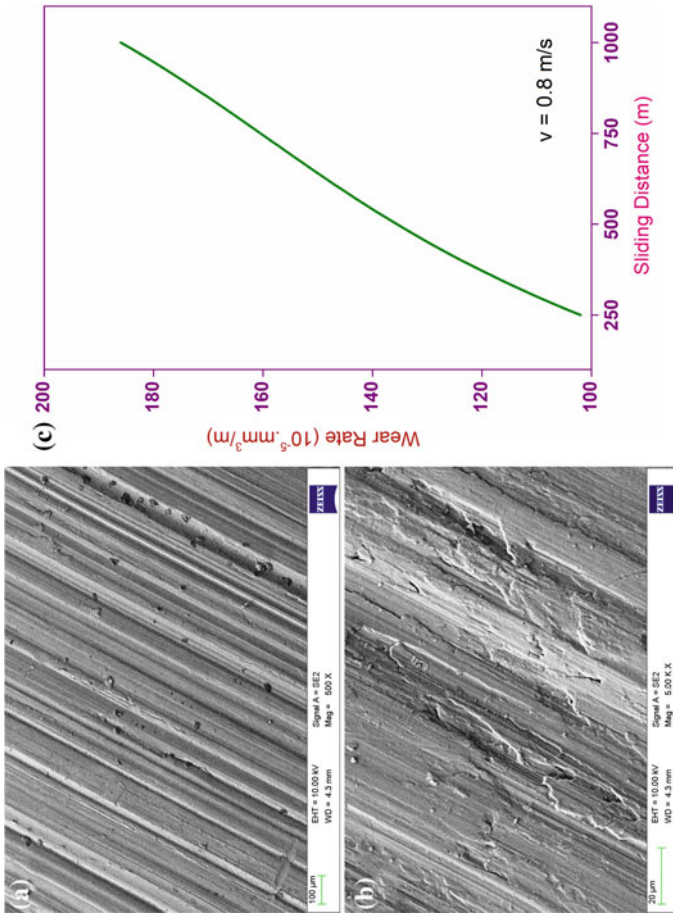 (a)
100 µm
EHT = 10.00 kV
WD = 4.3 mm
Signal A = SE2
Mag = 500 X
ZEISS
(b)
20 µm
EHT = 10.00 kV
WD = 4.3 mm
Signal A = SE2
Mag = 5.00 K X
ZEISS
(c)
Wear Rate (10⁻⁵.mm³/m)
200
180
160
140
120
100
v = 0.8 m/s
250
500
750
1000
Sliding Distance (m)